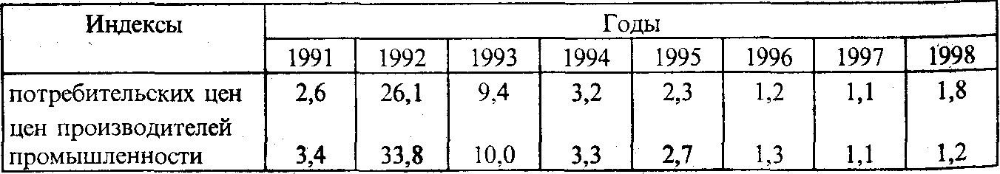 Индексы Годы
1991 1992 1993 1994 1995 1996 1997 1998
потребительских цен 2,6 26,1 9,4 3,2 2,3 1,2 1,1 1,8
цен производителей
промышленности 3,4 33,8 10,0 3,3 2,7 1,3 1,1 1,2